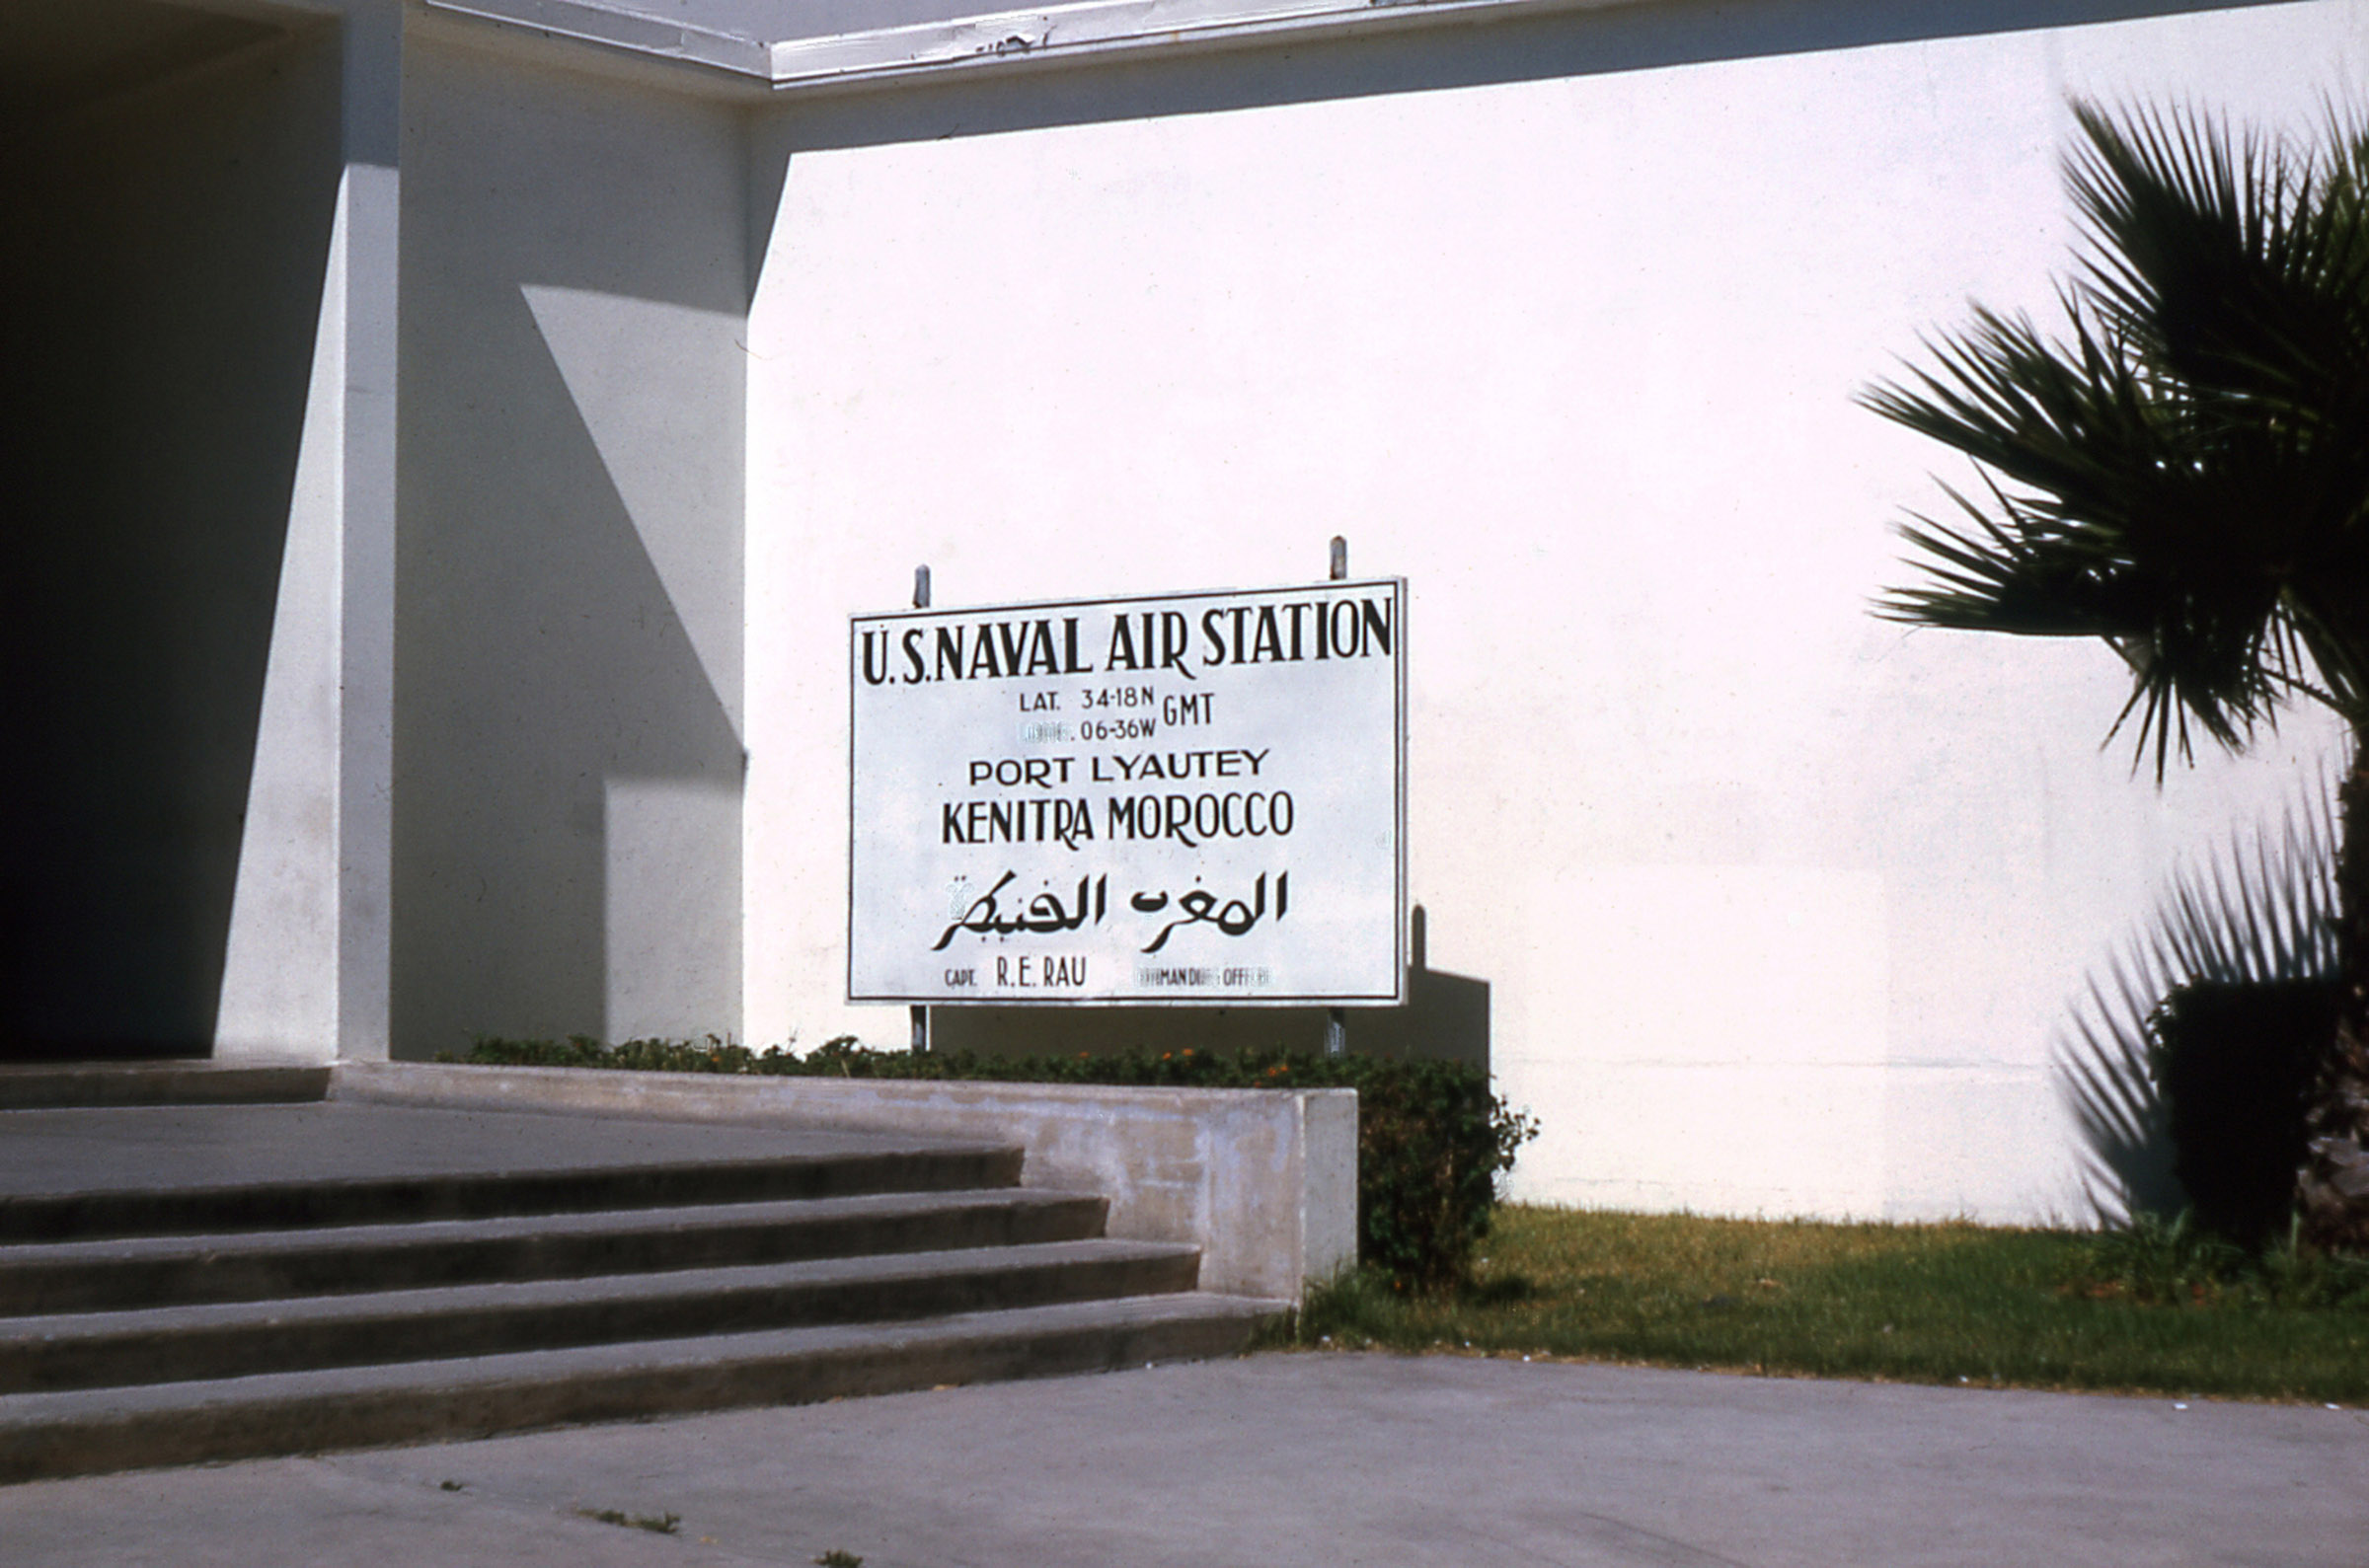 U.S. NAVAL AIR STATION
LAT. 34-18N GMT
06-36W
PORT LYAUTEY
KENITRA MOROCCO
المغرب القنيطرة
CAPT. R.E. RAU